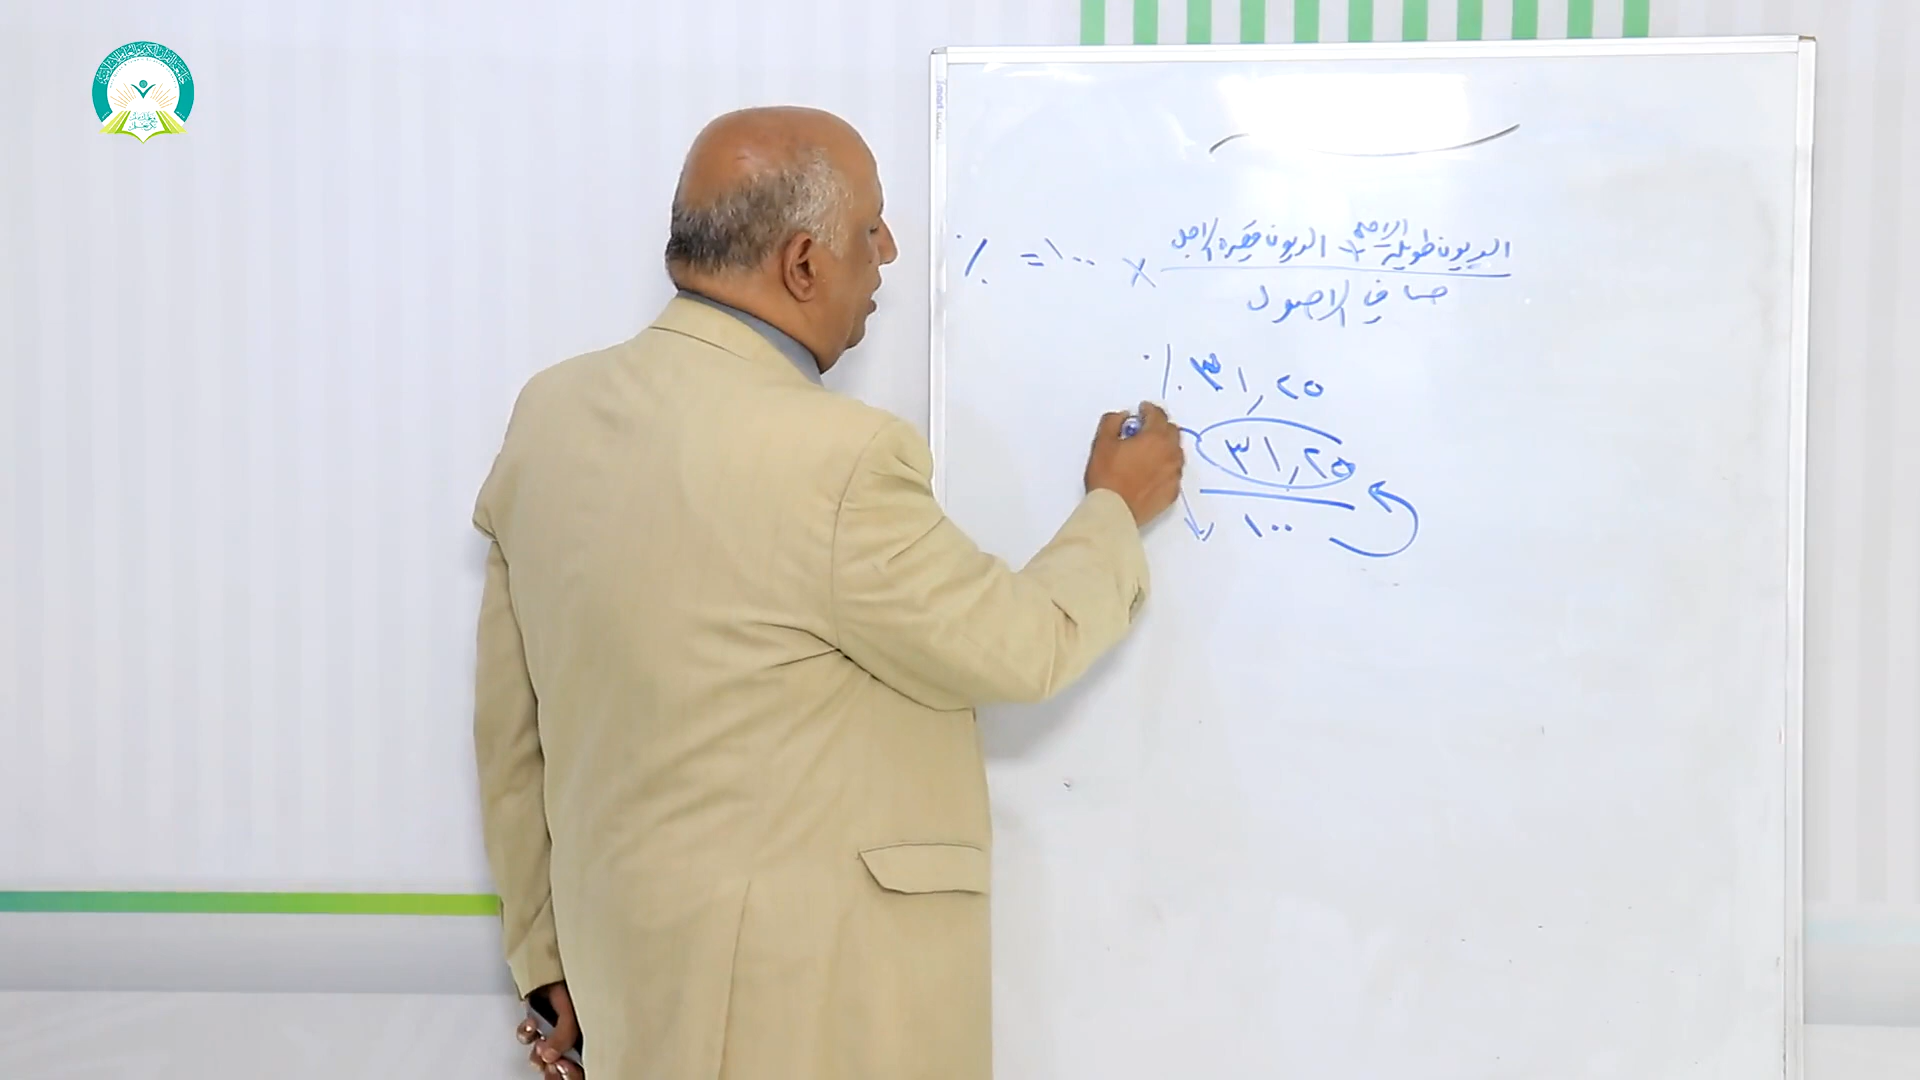 الديون طويلة الاجل + الديون قصيرة الاجل × ١٠٠ = ٪
صافي الاصول
٣١,٢٥ ٪
٣١,٢٥
١٠٠